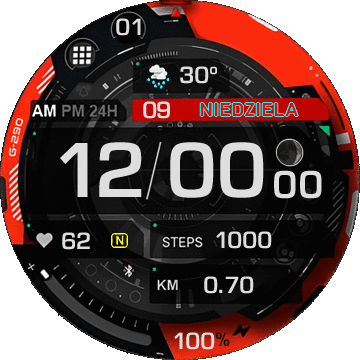 01
30°
AM PM 24H
09 NIEDZIELA
G-290
12/00 00
62 N
STEPS 1000
KM 0.70
100%